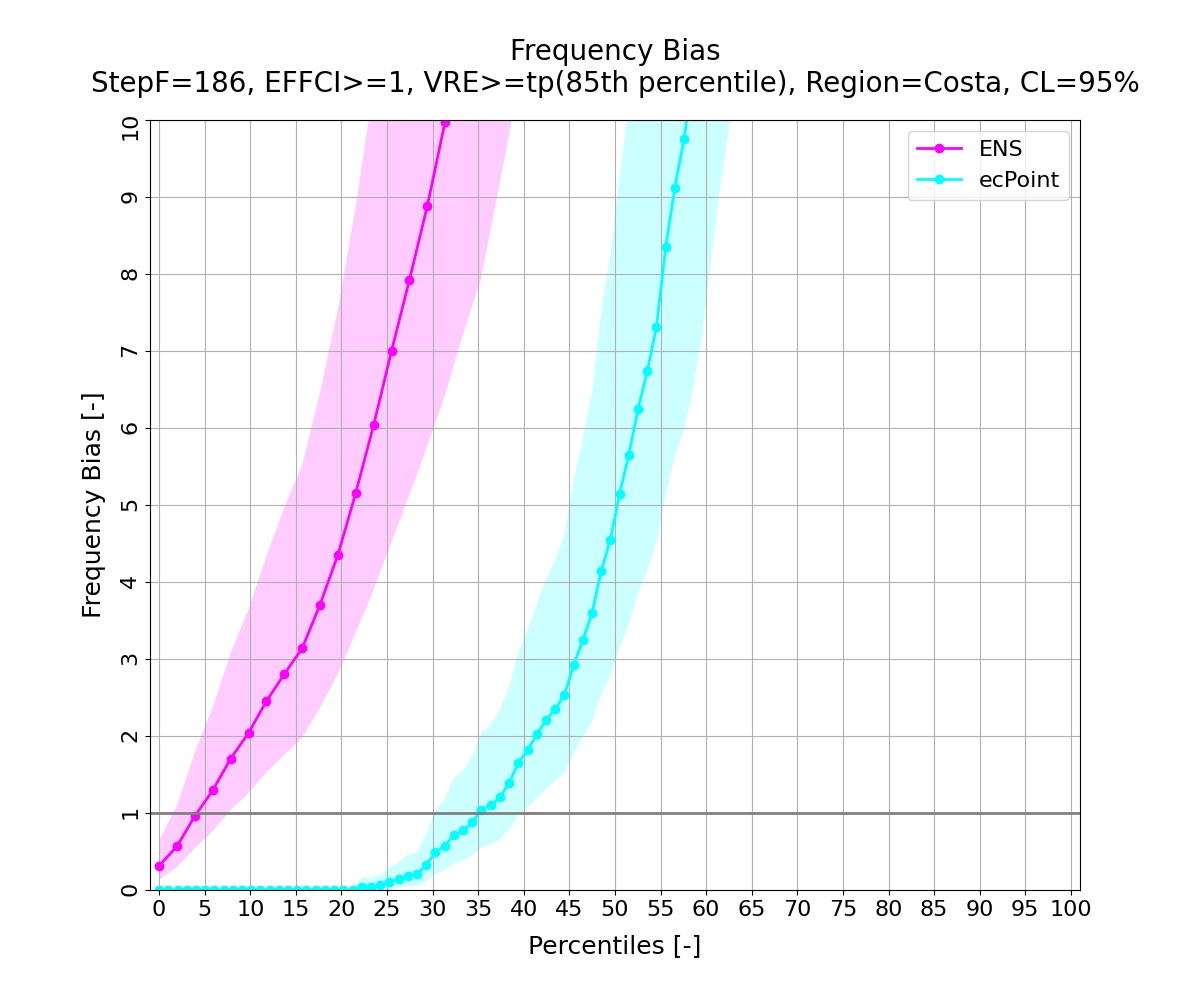 Frequency Bias
StepF=186, EFFCI>=1, VRE>=tp(85th percentile), Region=Costa, CL=95%
ENS
ecPoint
Frequency Bias [-]
10
9
8
7
6
5
4
3
2
1
0
0 5 10 15 20 25 30 35 40 45 50 55 60 65 70 75 80 85 90 95 100
Percentiles [-]